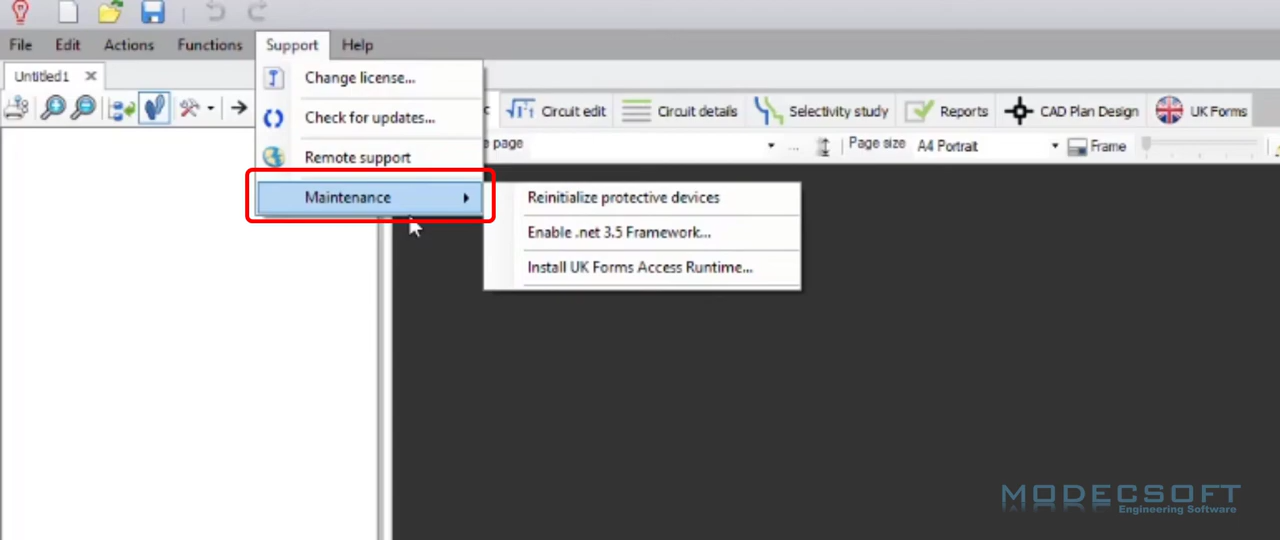 File Edit Actions Functions Support Help
Untitled1
Change license...
Check for updates...
Remote support
Maintenance
Circuit edit Circuit details Selectivity study Reports CAD Plan Design UK Forms
page ... Page size A4 Portrait Frame
Reinitialize protective devices
Enable .net 3.5 Framework...
Install UK Forms Access Runtime...
MODECSOFT
Engineering Software